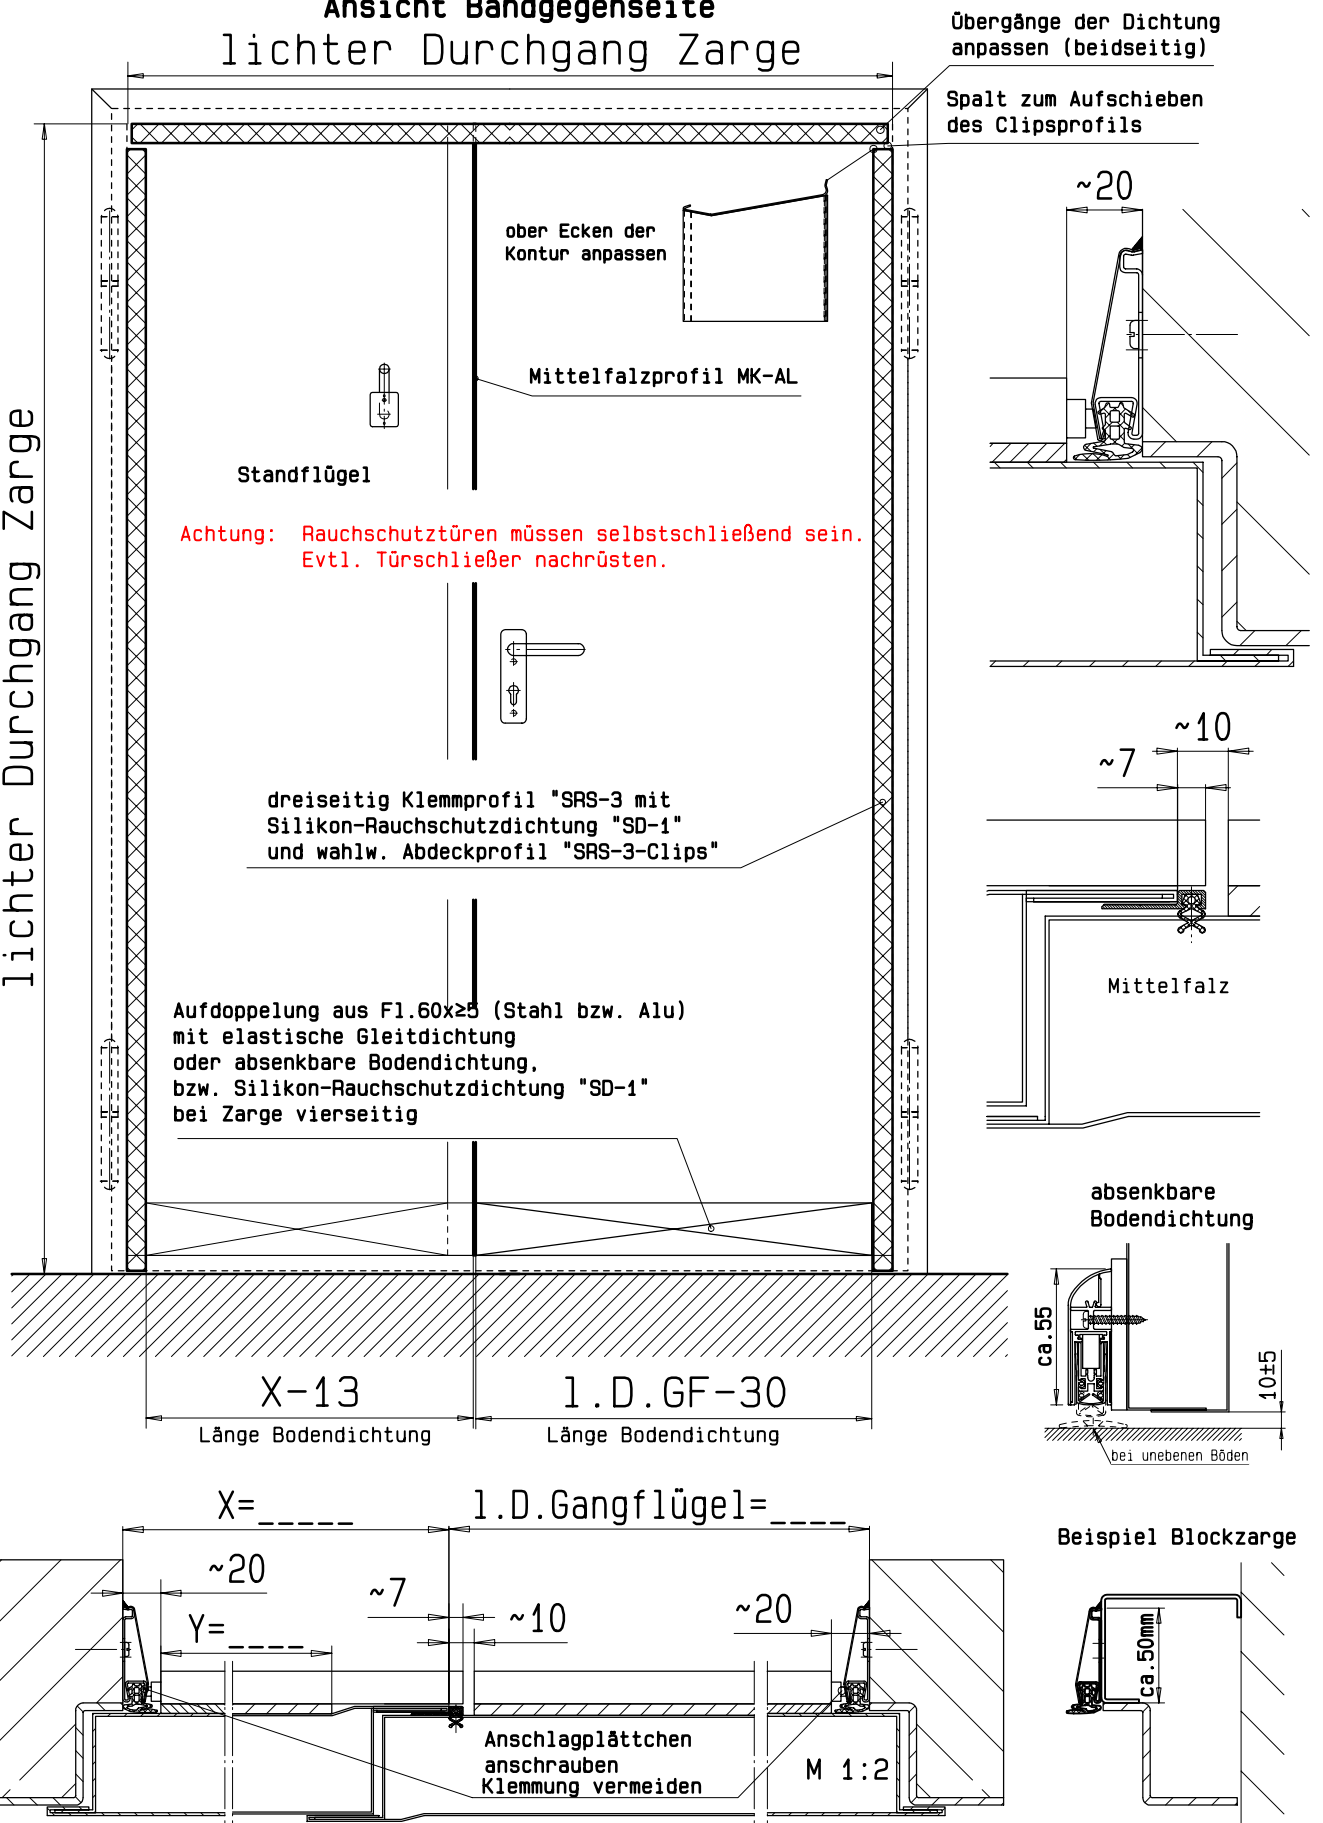 Ansicht Bandgegenseite
lichter Durchgang Zarge
Übergänge der Dichtung
anpassen (beidseitig)
Spalt zum Aufschieben
des Clipsprofils
~20
ober Ecken der
Kontur anpassen
Mittelfalzprofil MK-AL
lichter Durchgang Zarge
Standflügel
Achtung: Rauchschutztüren müssen selbstschließend sein.
Evtl. Türschließer nachrüsten.
~10
~7
dreiseitig Klemmprofil "SRS-3 mit
Silikon-Rauchschutzdichtung "SD-1"
und wahlw. Abdeckprofil "SRS-3-Clips"
Mittelfalz
Aufdoppelung aus Fl.60x≥5 (Stahl bzw. Alu)
mit elastische Gleitdichtung
oder absenkbare Bodendichtung,
bzw. Silikon-Rauchschutzdichtung "SD-1"
bei Zarge vierseitig
absenkbare
Bodendichtung
ca.55
10±5
bei unebenen Böden
X-13
l.D.GF-30
Länge Bodendichtung
Länge Bodendichtung
X=_____
l.D.Gangflügel=____
Beispiel Blockzarge
~20
~7
~10
~20
Y=____
ca.50mm
Anschlagplättchen
anschrauben
Klemmung vermeiden
M 1:2